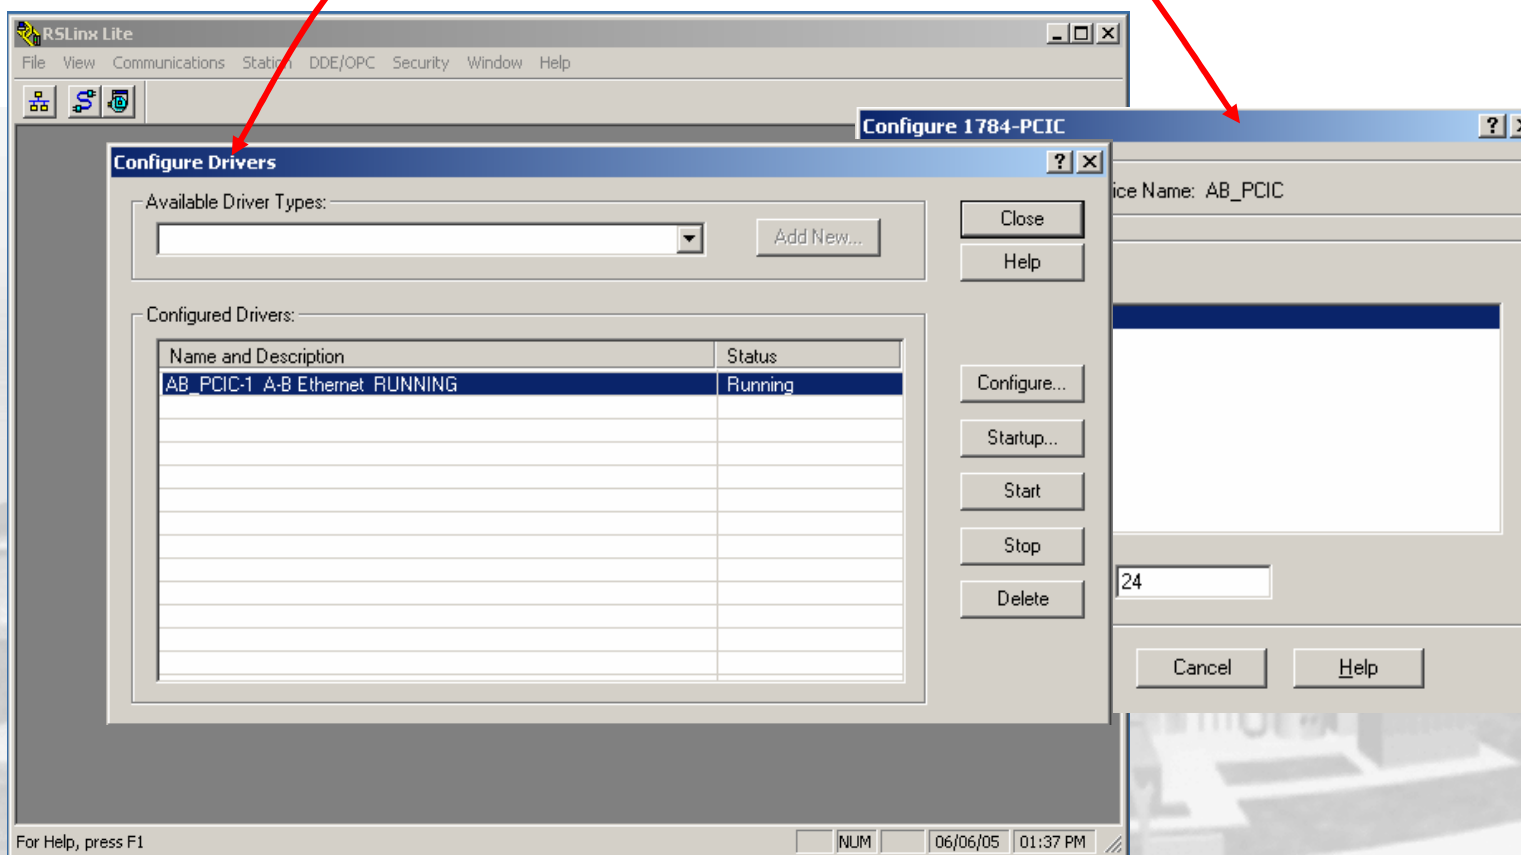 RSLinx Lite
File View Communications Station DDE/OPC Security Window Help
Configure 1784-PCIC
Configure Drivers
ice Name: AB_PCIC
Available Driver Types:
Add New...
Close
Help
Configured Drivers:
Name and Description Status
AB_PCIC-1 A-B Ethernet RUNNING Running
Configure...
Startup...
Start
Stop
Delete
24
Cancel Help
For Help, press F1 NUM 06/06/05 01:37 PM